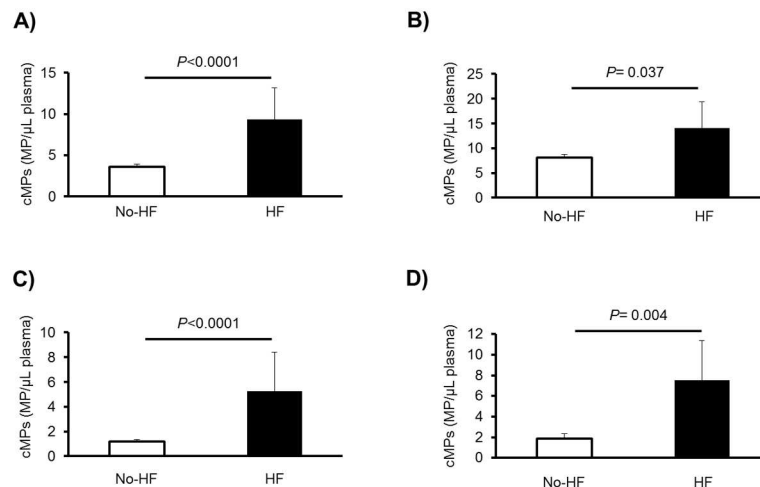 A)
P<0.0001
cMPs (MP/µL plasma)
15
10
5
0
No-HF
HF
B)
P= 0.037
cMPs (MP/µL plasma)
25
20
15
10
5
0
No-HF
HF
C)
P<0.0001
cMPs (MP/µL plasma)
10
8
6
4
2
0
No-HF
HF
D)
P= 0.004
cMPs (MP/µL plasma)
12
10
8
6
4
2
0
No-HF
HF